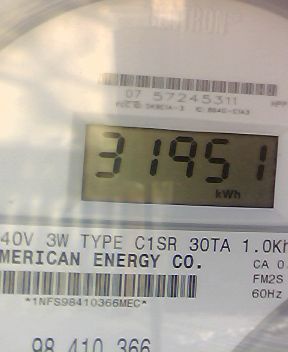 07 57245311
31951
kWh
40V 3W TYPE C1SR 30TA 1.0Kh
MERICAN ENERGY CO.
CA 0.
FM2S
60Hz
*1NFS98410366MEC*
98 410 366